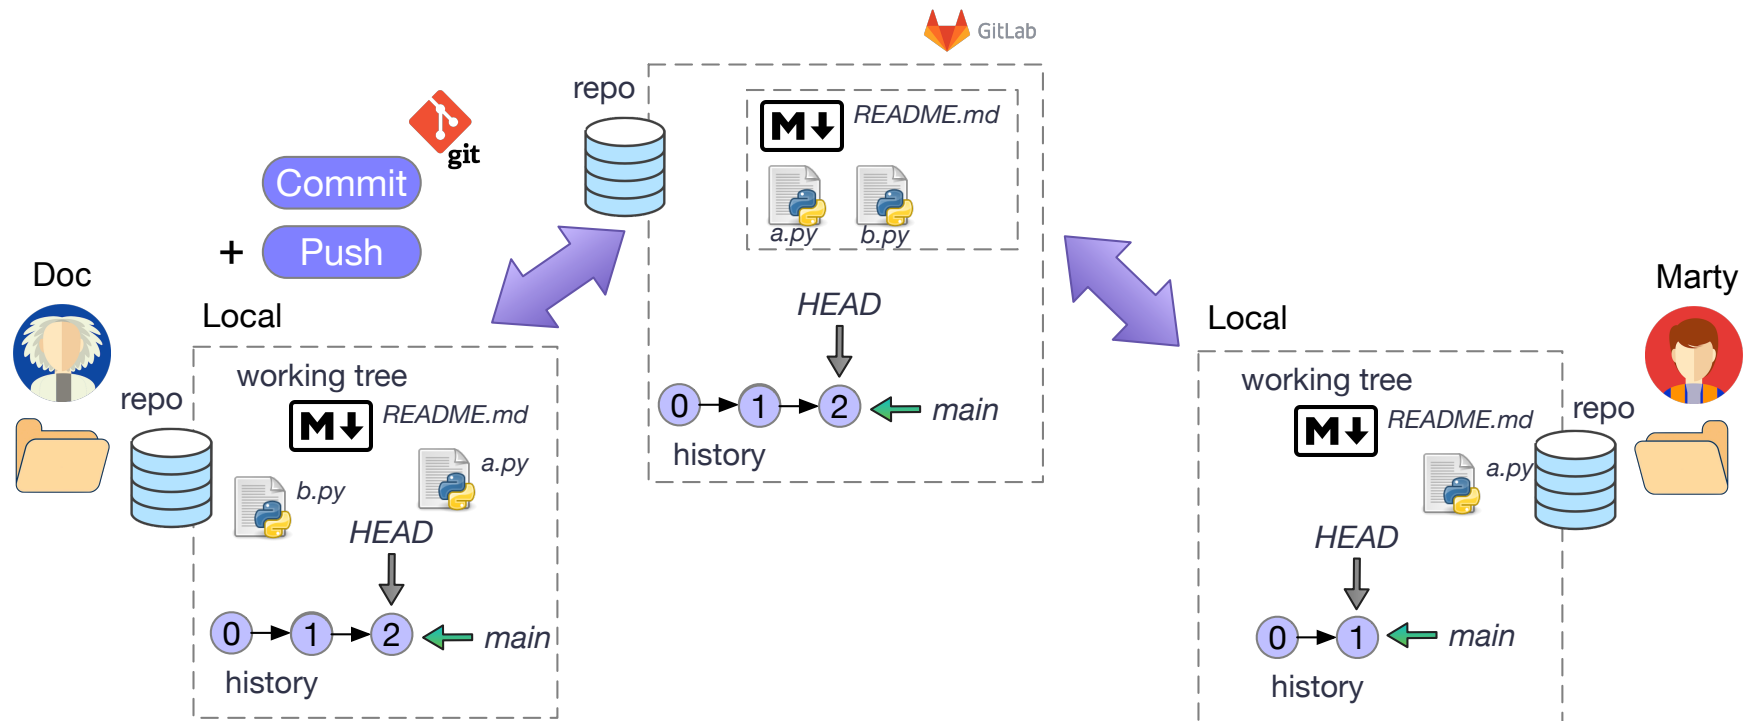 GitLab
repo
M
README.md
a.py
b.py
HEAD
0
1
2
main
history
git
Commit
+
Push
Doc
Local
working tree
repo
M
README.md
a.py
b.py
HEAD
0
1
2
main
history
Marty
Local
working tree
M
README.md
repo
a.py
HEAD
0
1
main
history